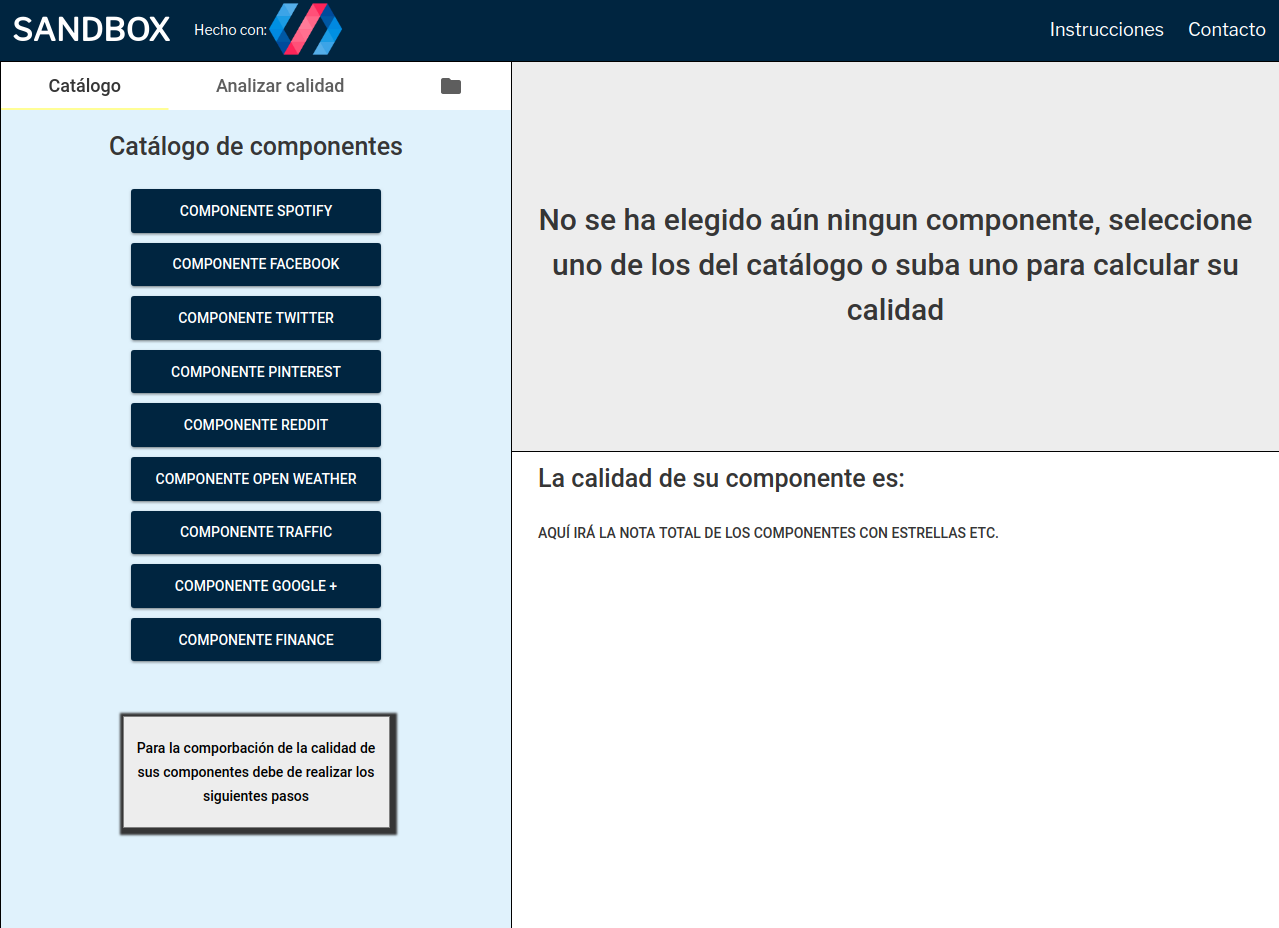 SANDBOX
Hecho con:
Instrucciones
Contacto
Catálogo
Analizar calidad
Catálogo de componentes
COMPONENTE SPOTIFY
COMPONENTE FACEBOOK
COMPONENTE TWITTER
COMPONENTE PINTEREST
COMPONENTE REDDIT
COMPONENTE OPEN WEATHER
COMPONENTE TRAFFIC
COMPONENTE GOOGLE +
COMPONENTE FINANCE
Para la comporbación de la calidad de
sus componentes debe de realizar los
siguientes pasos
No se ha elegido aún ningun componente, seleccione
uno de los del catálogo o suba uno para calcular su
calidad
La calidad de su componente es:
AQUÍ IRÁ LA NOTA TOTAL DE LOS COMPONENTES CON ESTRELLAS ETC.